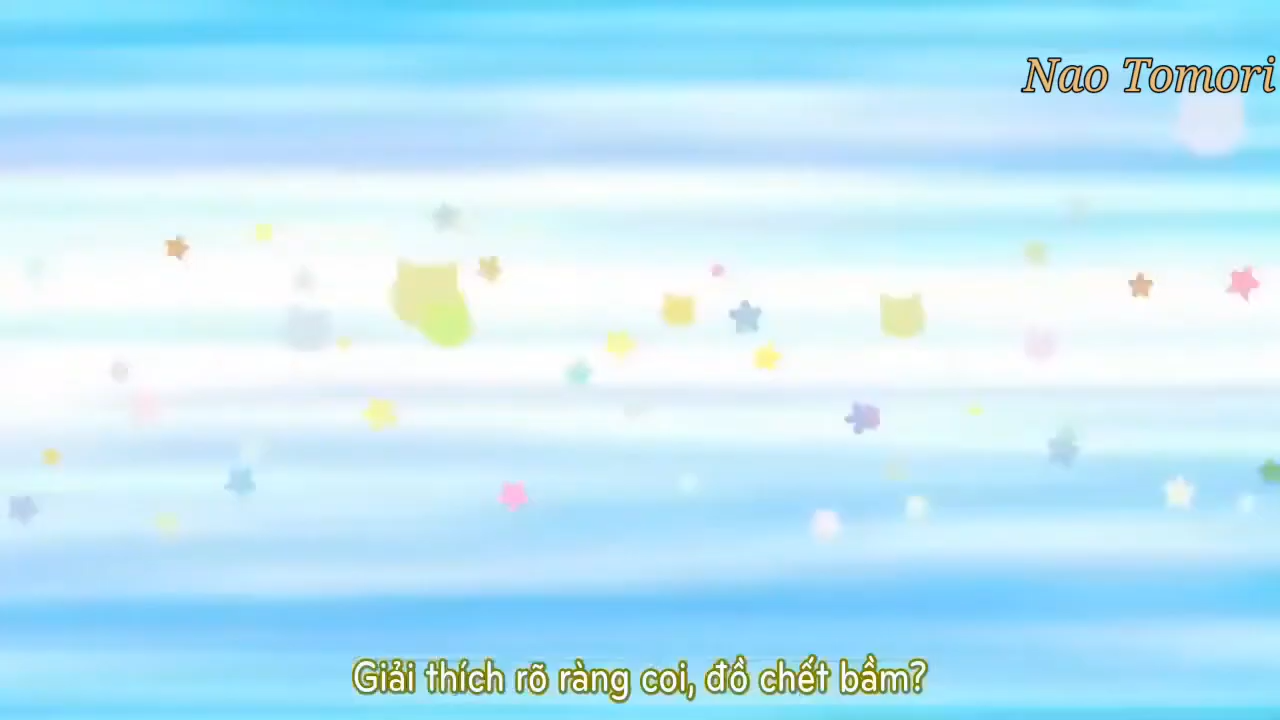 Nao Tomori
Giải thích rõ ràng coi, đồ chết bầm?